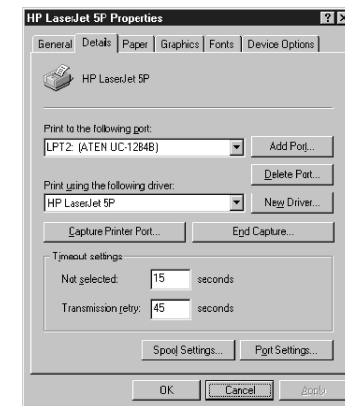 HP LaserJet 5P Properties
General Details Paper Graphics Fonts Device Options
HP LaserJet 5P
Print to the following port:
LPT2: (ATEN UC-1284B) Add Port...
Delete Port...
Print using the following driver:
HP LaserJet 5P New Driver...
Capture Printer Port... End Capture...
Timeout settings
Not selected: 15 seconds
Transmission retry: 45 seconds
Spool Settings... Port Settings...
OK Cancel Apply